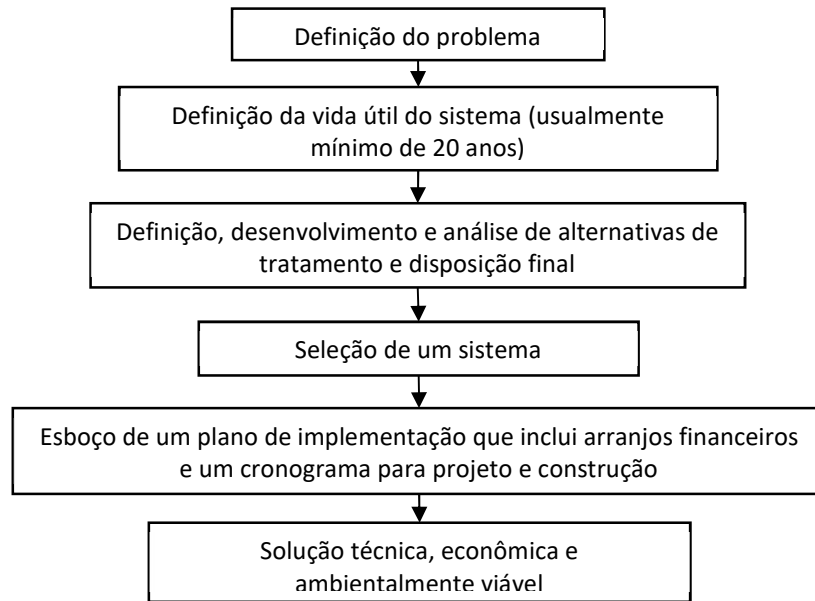 Definição do problema
Definição da vida útil do sistema (usualmente
mínimo de 20 anos)
Definição, desenvolvimento e análise de alternativas de
tratamento e disposição final
Seleção de um sistema
Esboço de um plano de implementação que inclui arranjos financeiros
e um cronograma para projeto e construção
Solução técnica, econômica e
ambientalmente viável